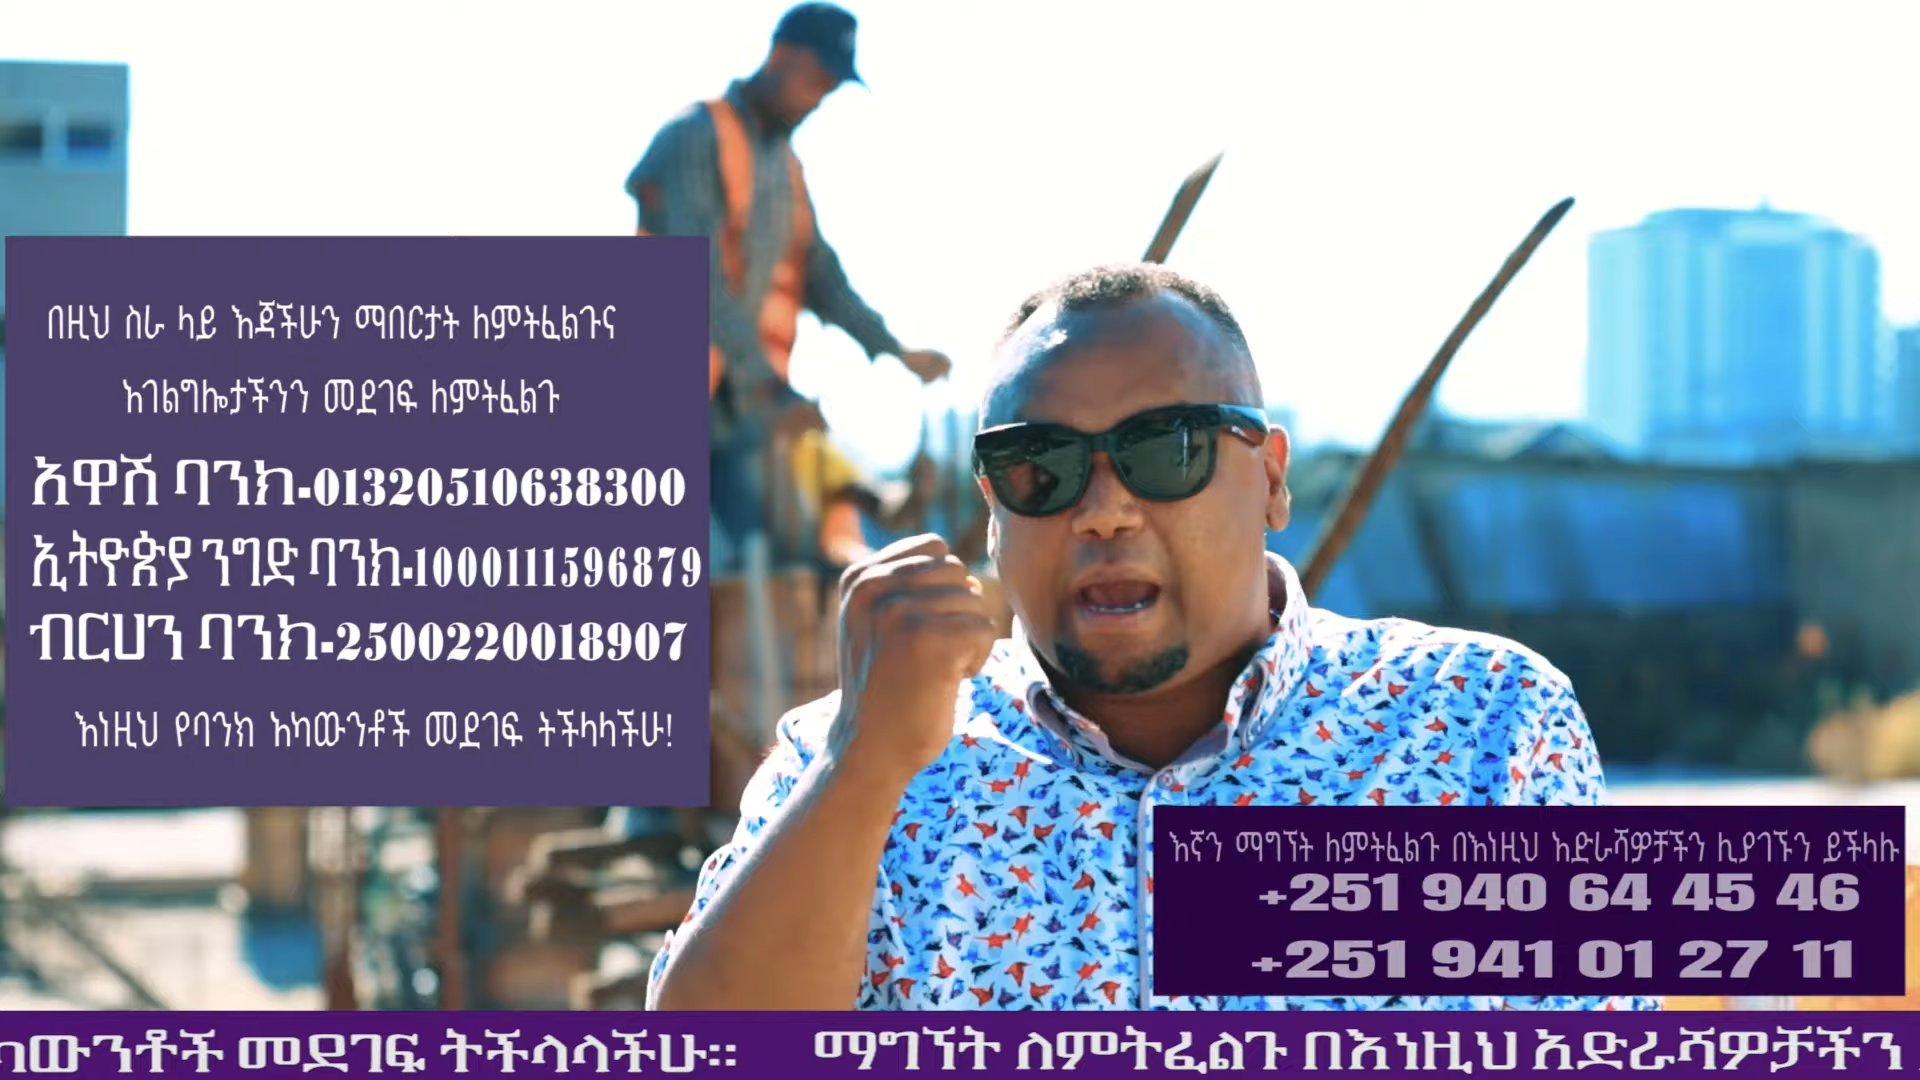 በዚህ ስራ ላይ እጃችሁን ማበርታት ለምትፈልጉና
አገልግሎታችንን መደገፍ ለምትፈልጉ
አዋሽ ባንክ-01320510638300
ኢትዮጵያ ንግድ ባንክ-1000111596879
ብርሀን ባንክ-2500220018907
እነዚህ የባንክ አካውንቶች መደገፍ ትችላላችሁ!
እኛን ማግኘት ለምትፈልጉ በእነዚህ አድራሻዎቻችን ሊያገኙን ይችላሉ
+251 940 64 45 46
+251 941 01 27 11
ካውንቶች መደገፍ ትችላላችሁ። ማግኘት ለምትፈልጉ በእነዚህ አድራሻዎቻችን